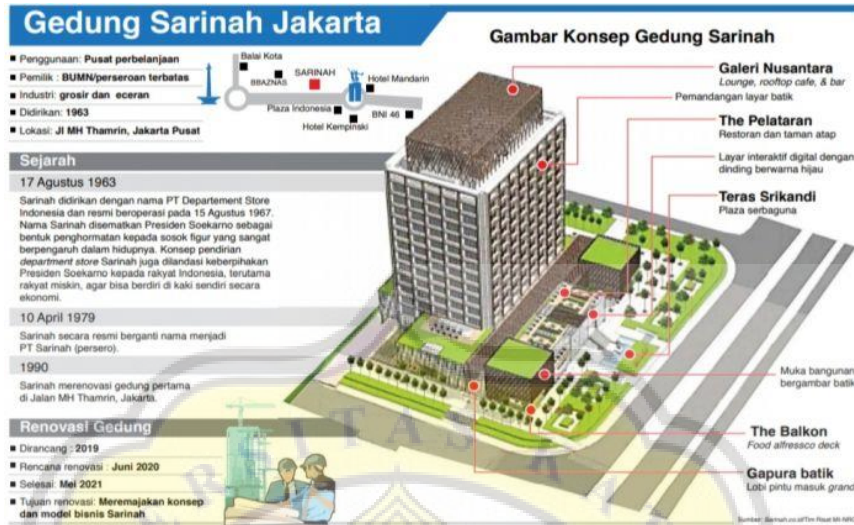 Gedung Sarinah Jakarta
Penggunaan: Pusat perbelanjaan
Pemilik : BUMN/perseroan terbatas
Industri: grosir dan eceran
Didirikan: 1963
Lokasi: Jl MH Thamrin, Jakarta Pusat
Balai Kota
BBAZNAS
SARINAH
Hotel Mandarin
Plaza Indonesia
BNI 46
Hotel Kempinski
Sejarah
17 Agustus 1963
Sarinah didirikan dengan nama PT Departement Store
Indonesia dan resmi beroperasi pada 15 Agustus 1967.
Nama Sarinah disematkan Presiden Soekarno sebagai
bentuk penghormatan kepada sosok figur yang sangat
berpengaruh dalam hidupnya. Konsep pendirian
department store Sarinah juga dilandasi keberpihakan
Presiden Soekarno kepada rakyat Indonesia, terutama
rakyat miskin, agar bisa berdiri di kaki sendiri secara
ekonomi.
10 April 1979
Sarinah secara resmi berganti nama menjadi
PT Sarinah (persero).
1990
Sarinah merenovasi gedung pertama
di Jalan MH Thamrin, Jakarta.
Renovasi Gedung
Dirancang : 2019
Rencana renovasi : Juni 2020
Selesai: Mei 2021
Tujuan renovasi: Meremajakan konsep
dan model bisnis Sarinah
Gambar Konsep Gedung Sarinah
Galeri Nusantara
Lounge, rooftop cafe, & bar
Pemandangan layar batik
The Pelataran
Restoran dan taman atap
Layar interaktif digital dengan
dinding berwarna hijau
Teras Srikandi
Plaza serbaguna
Muka bangunan
bergambar batik
The Balkon
Food alfressco deck
Gapura batik
Lobi pintu masuk grand